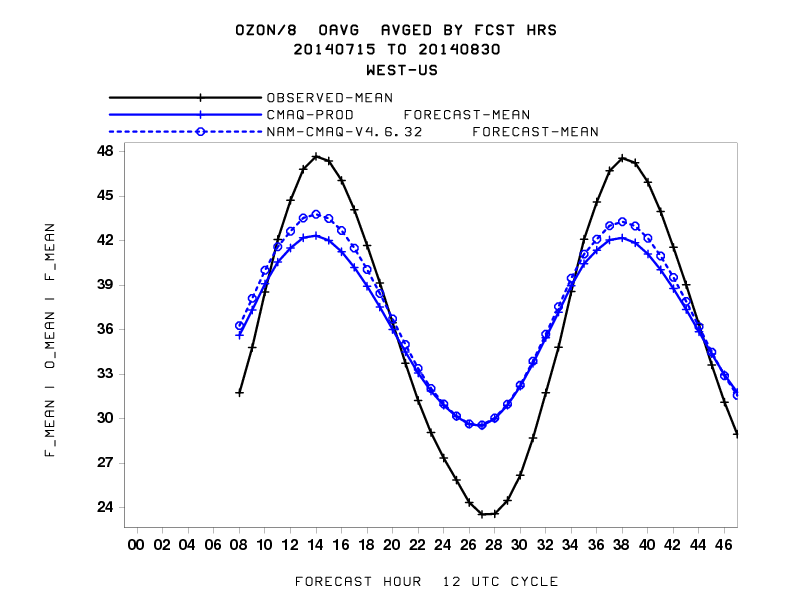 OZON/8 OAVG AVGED BY FCST HRS
20140715 TO 20140830
WEST-US
OBSERVED-MEAN
CMAQ-PROD FORECAST-MEAN
NAM-CMAQ-V4.6.32 FORECAST-MEAN
F_MEAN | O_MEAN | F_MEAN
48
45
42
39
36
33
30
27
24
00 02 04 06 08 10 12 14 16 18 20 22 24 26 28 30 32 34 36 38 40 42 44 46
FORECAST HOUR 12 UTC CYCLE